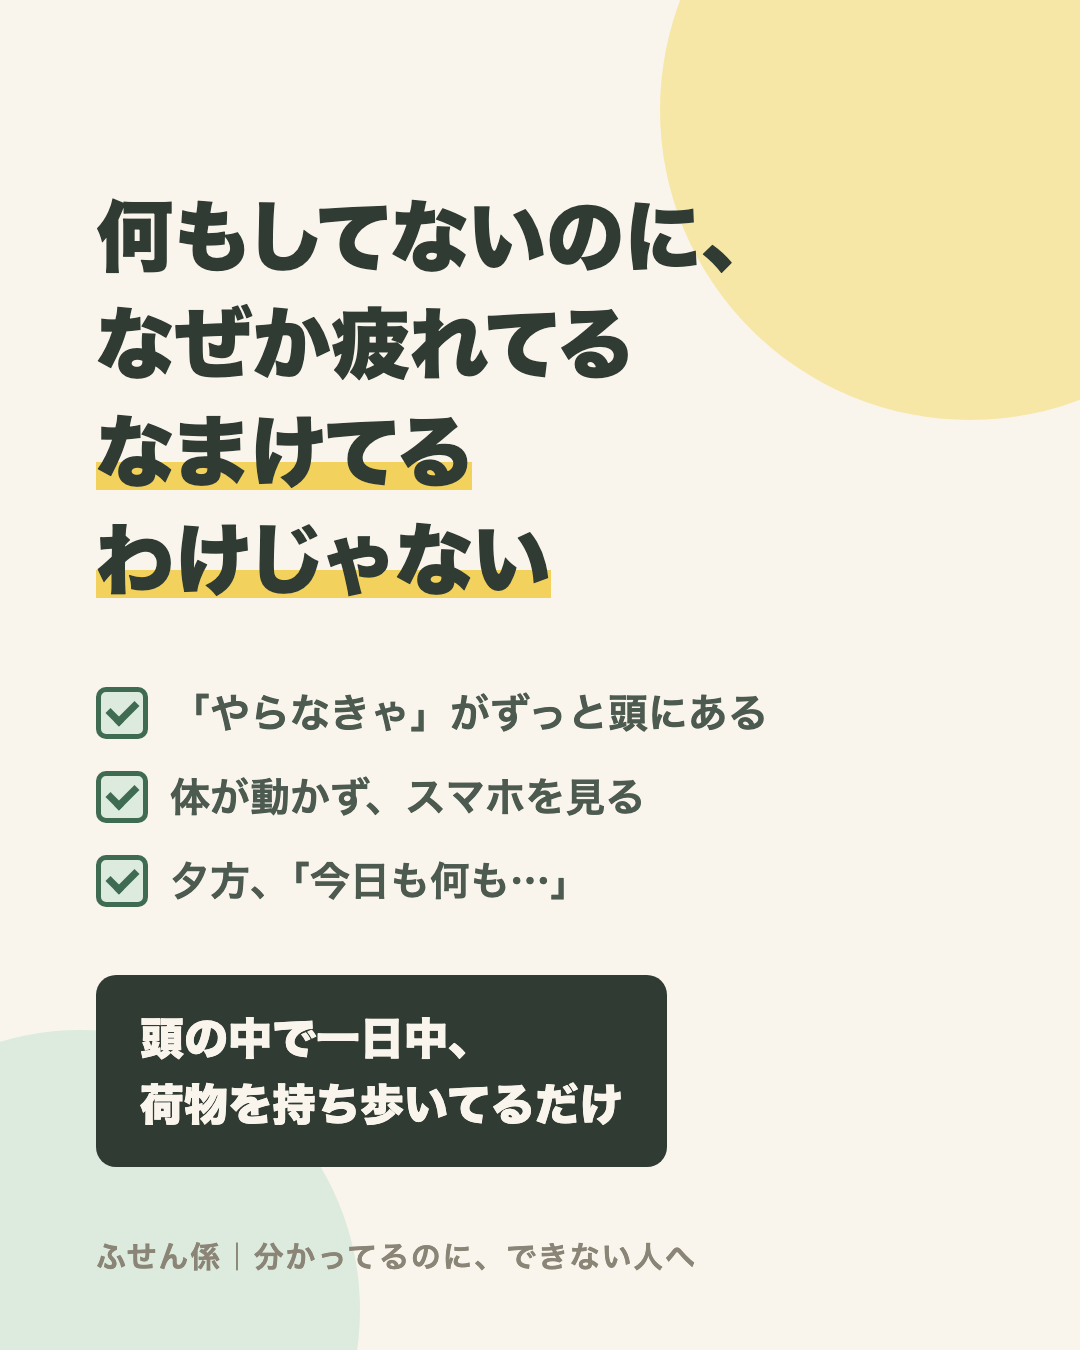 何もしてないのに、
なぜか疲れてる
なまけてる
わけじゃない
「やらなきゃ」がずっと頭にある
体が動かず、スマホを見る
夕方、「今日も何も…」
頭の中で一日中、
荷物を持ち歩いてるだけ
ふせん係｜分かってるのに、できない人へ